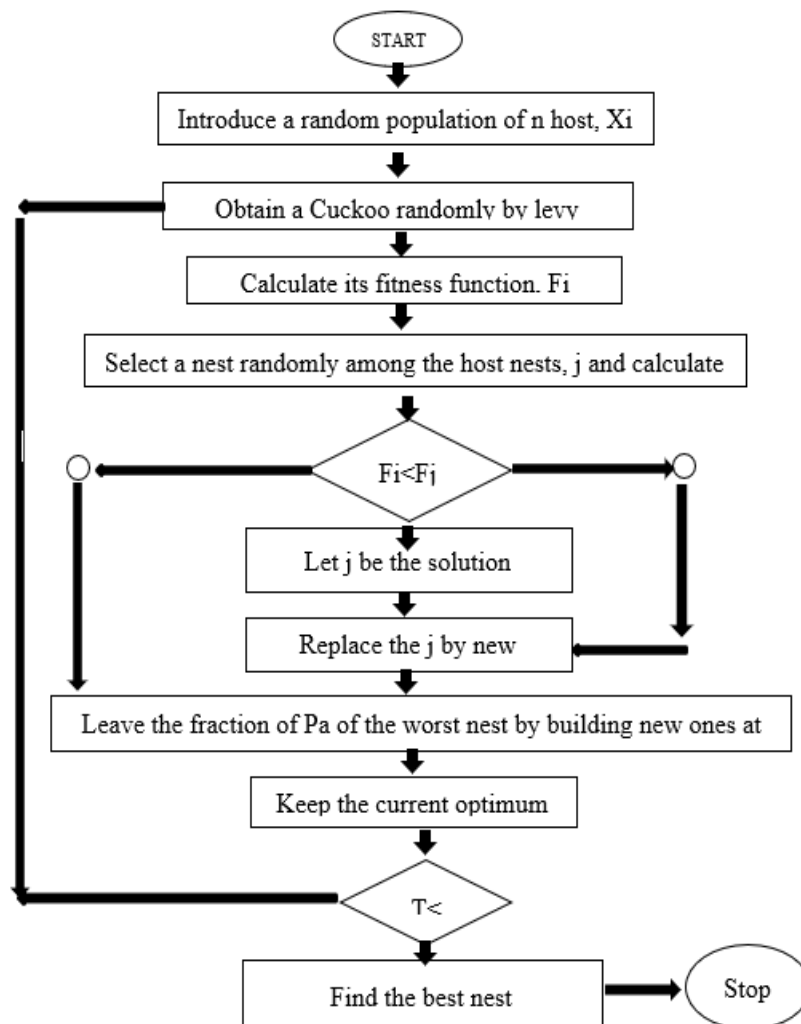 START
Introduce a random population of n host, Xi
Obtain a Cuckoo randomly by levy
Calculate its fitness function. Fi
Select a nest randomly among the host nests, j and calculate
Fi<Fj
Let j be the solution
Replace the j by new
Leave the fraction of Pa of the worst nest by building new ones at
Keep the current optimum
T<
Find the best nest
Stop